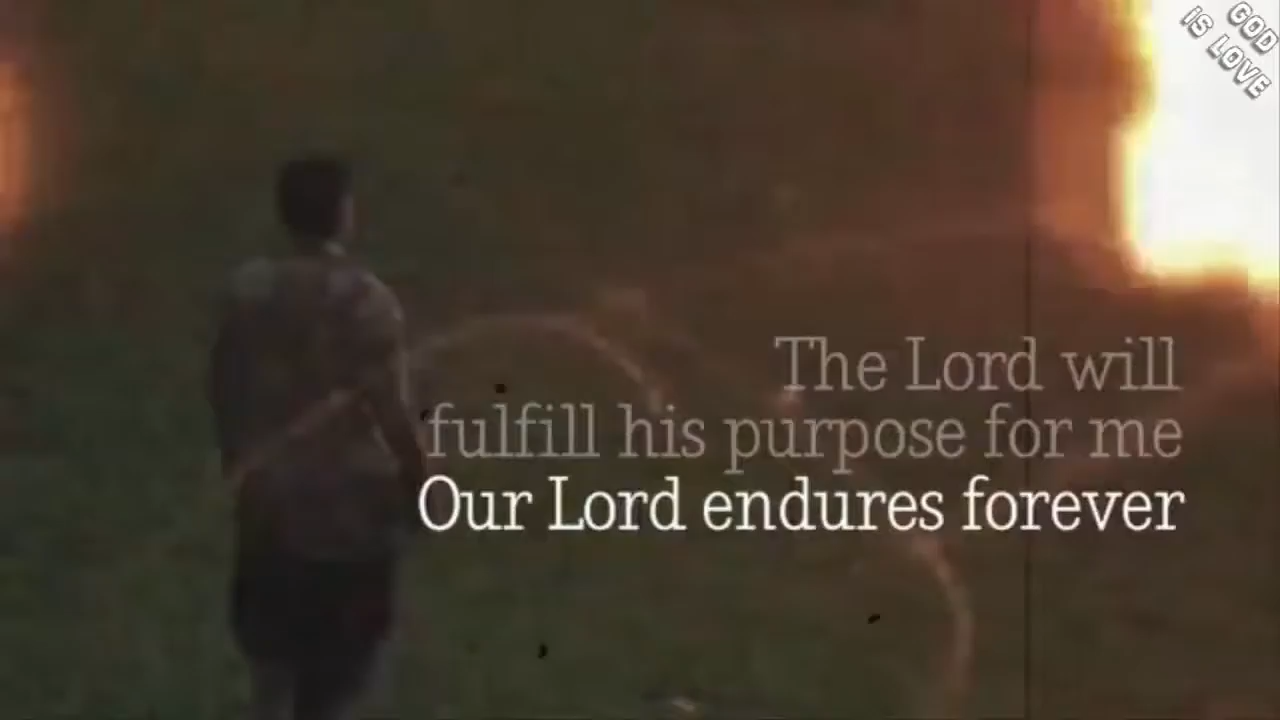 GOD
IS LOVE
The Lord will
fulfill his purpose for me
Our Lord endures forever